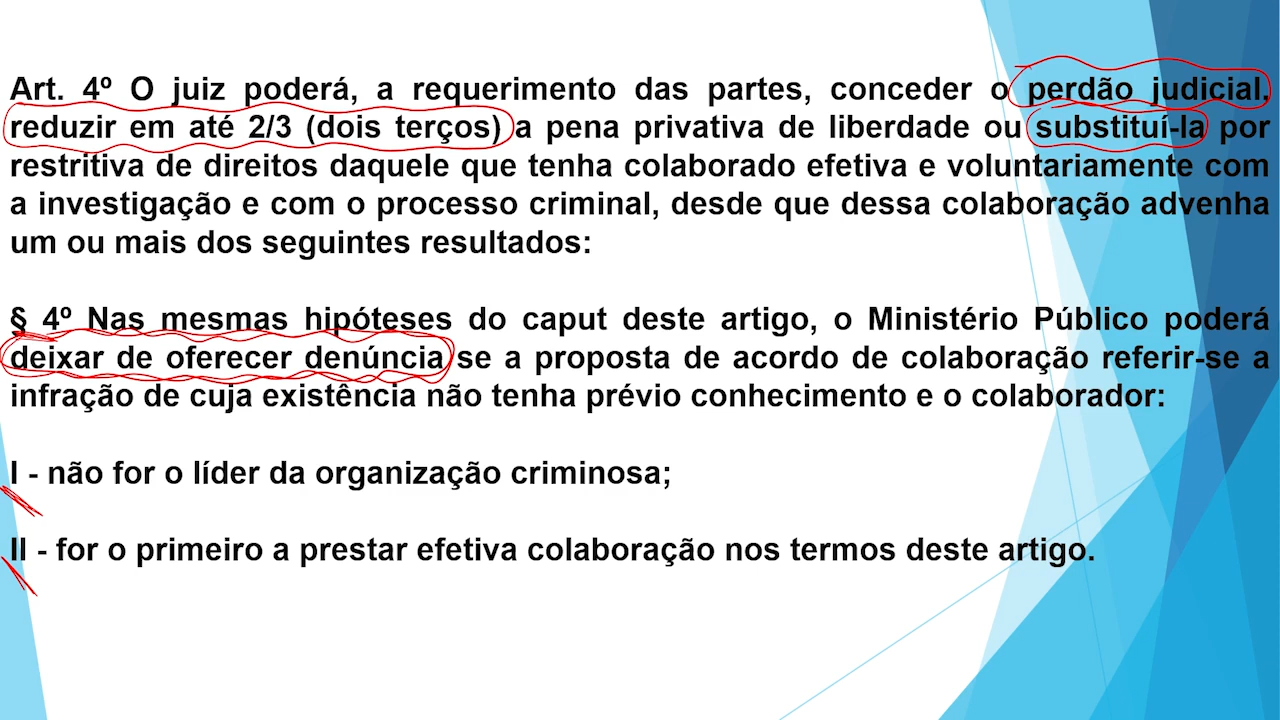 Art. 4º O juiz poderá, a requerimento das partes, conceder o perdão judicial,
reduzir em até 2/3 (dois terços) a pena privativa de liberdade ou substituí-la por
restritiva de direitos daquele que tenha colaborado efetiva e voluntariamente com
a investigação e com o processo criminal, desde que dessa colaboração advenha
um ou mais dos seguintes resultados:
§ 4º Nas mesmas hipóteses do caput deste artigo, o Ministério Público poderá
deixar de oferecer denúncia se a proposta de acordo de colaboração referir-se a
infração de cuja existência não tenha prévio conhecimento e o colaborador:
I - não for o líder da organização criminosa;
II - for o primeiro a prestar efetiva colaboração nos termos deste artigo.